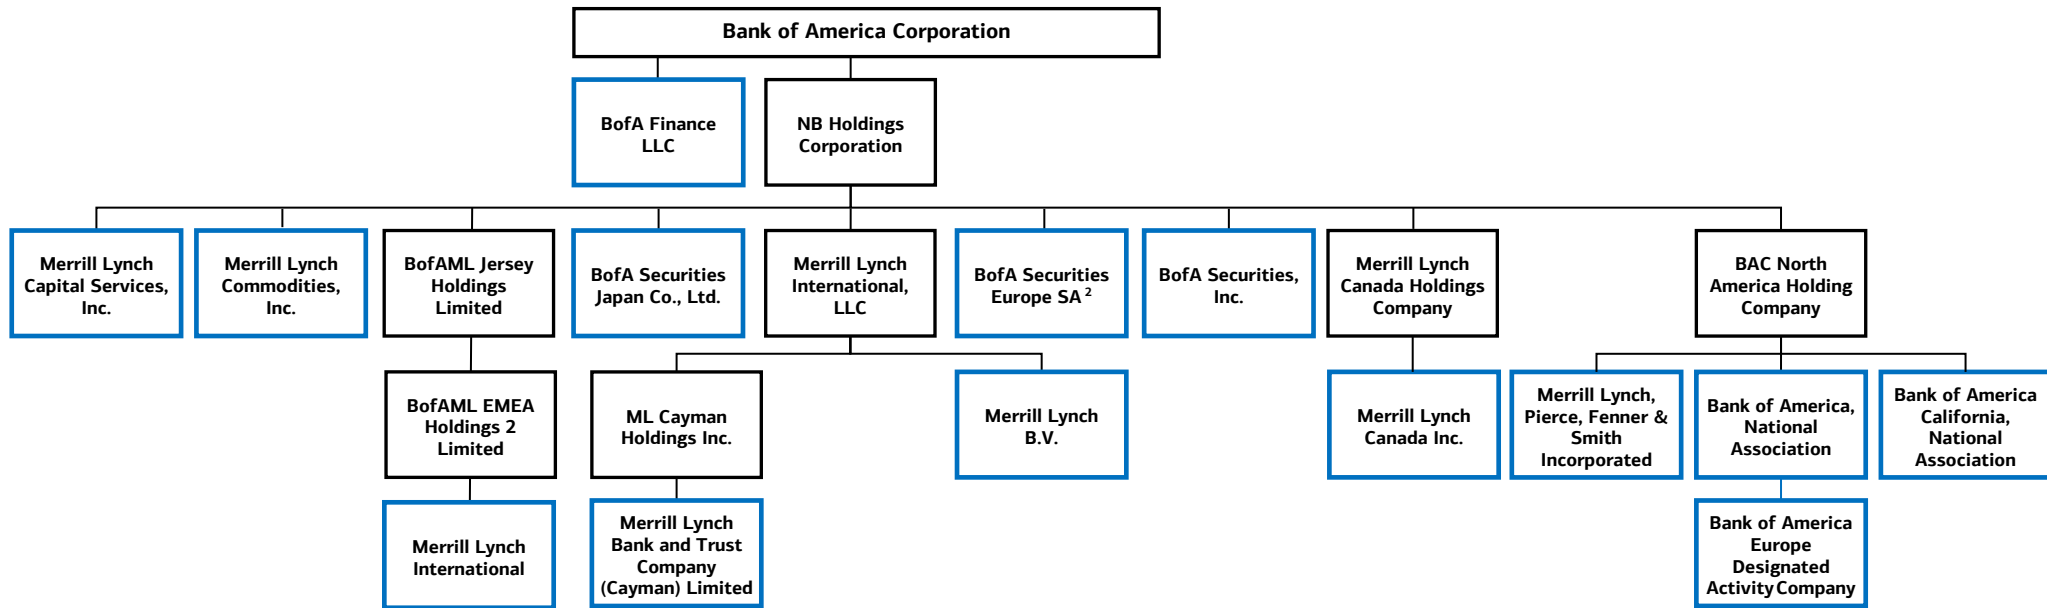 Bank of America Corporation
BofA Finance
LLC
NB Holdings
Corporation
Merrill Lynch
Capital Services,
Inc.
Merrill Lynch
Commodities,
Inc.
BofAML Jersey
Holdings
Limited
BofA Securities
Japan Co., Ltd.
Merrill Lynch
International,
LLC
BofA Securities
Europe SA 2
BofA Securities,
Inc.
Merrill Lynch
Canada Holdings
Company
BAC North
America Holding
Company
BofAML EMEA
Holdings 2
Limited
ML Cayman
Holdings Inc.
Merrill Lynch
B.V.
Merrill Lynch
Canada Inc.
Merrill Lynch,
Pierce, Fenner &
Smith
Incorporated
Bank of America,
National
Association
Bank of America
California,
National
Association
Merrill Lynch
International
Merrill Lynch
Bank and Trust
Company
(Cayman) Limited
Bank of America
Europe
Designated
Activity Company